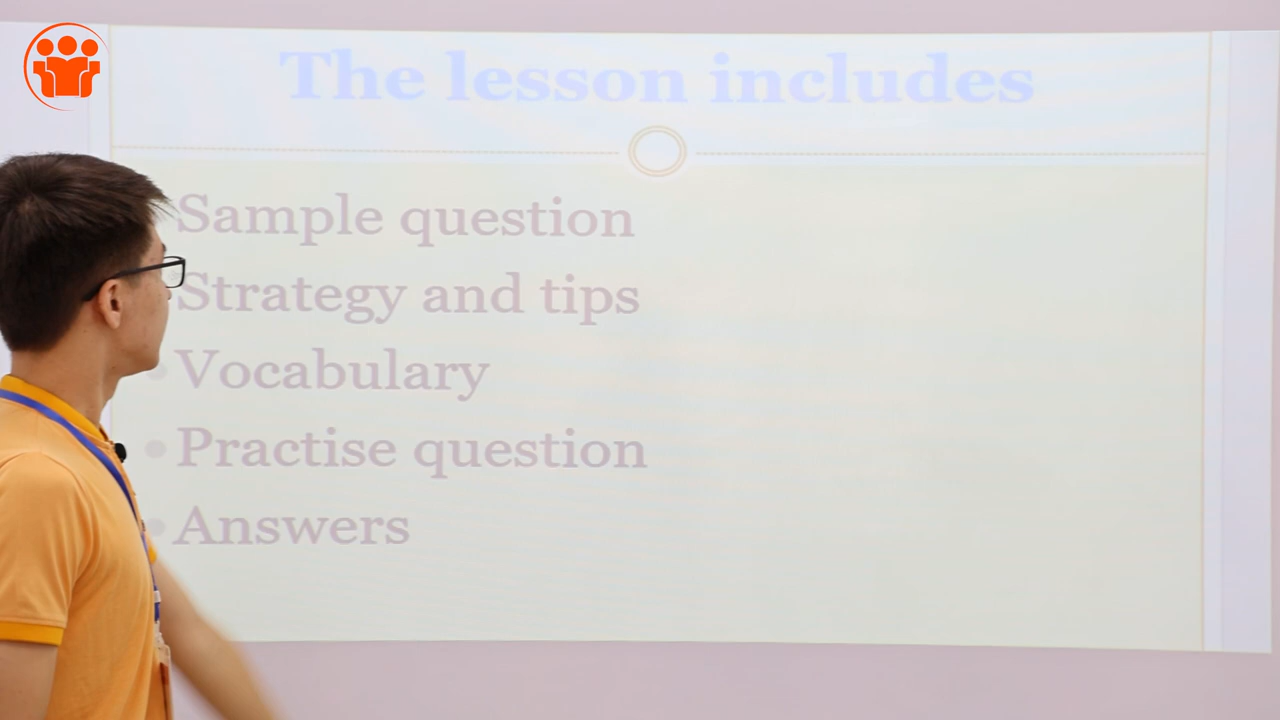 The lesson includes
Sample question
Strategy and tips
Vocabulary
Practise question
Answers